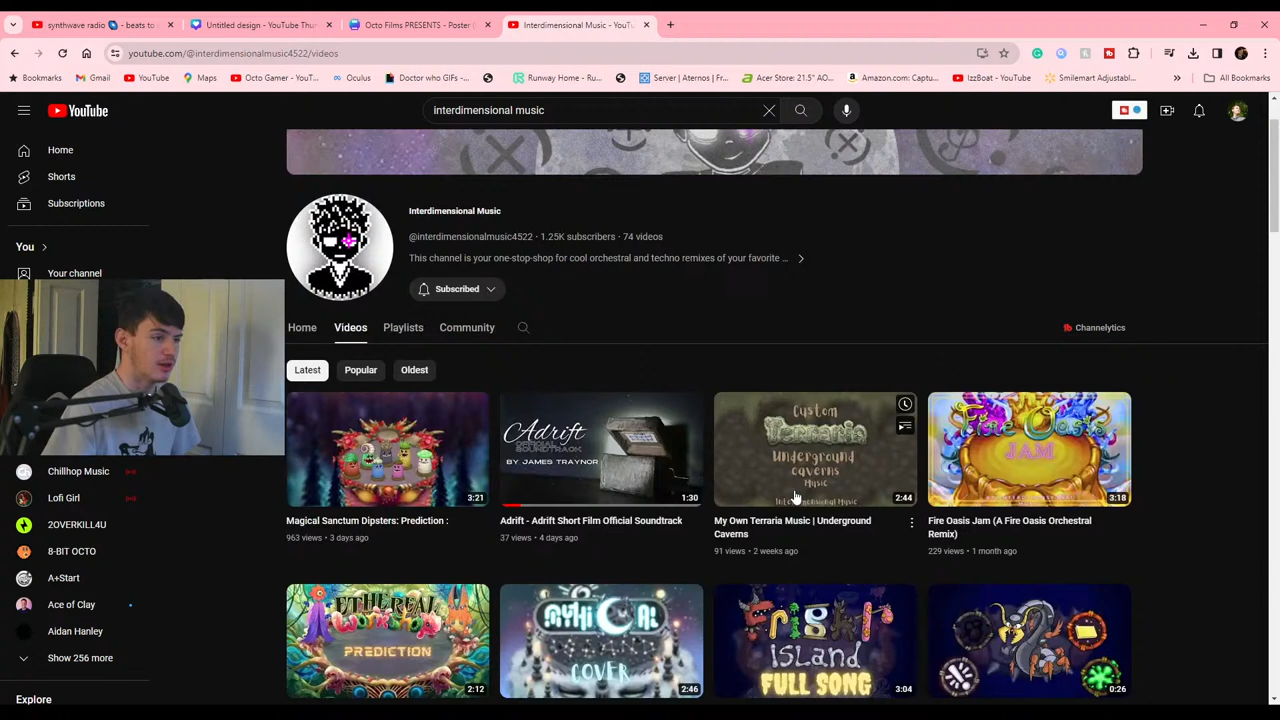 synthwave radio 🌌 - beats to s
Untitled design - YouTube Thu
Octo Films PRESENTS - Poster (
Interdimensional Music - YouTu
youtube.com/@interdimensionalmusic4522/videos
Bookmarks
Gmail
YouTube
Maps
Octo Gamer - YouT...
Oculus
Doctor who GIFs -...
Runway Home - Ru...
Server | Aternos | Fr...
Acer Store: 21.5" AO...
Amazon.com: Captu...
IzzBoat - YouTube
Smilemart Adjustabl...
All Bookmarks
YouTube
interdimensional music
Home
Shorts
Subscriptions
You
Your channel
Chillhop Music
Lofi Girl
2OVERKILL4U
8-BIT OCTO
A+Start
Ace of Clay
Aidan Hanley
Show 256 more
Explore
Interdimensional Music
@interdimensionalmusic4522 · 1.25K subscribers · 74 videos
This channel is your one-stop-shop for cool orchestral and techno remixes of your favorite ...
Subscribed
Home
Videos
Playlists
Community
Channelytics
Latest
Popular
Oldest
3:21
Magical Sanctum Dipsters: Prediction :
963 views · 3 days ago
Adrift
OFFICIAL
SOUNDTRACK
BY JAMES TRAYNOR
1:30
Adrift - Adrift Short Film Official Soundtrack
37 views · 4 days ago
Custom
Terraria
Underground
caverns
Music
Interdimensional Music
2:44
My Own Terraria Music | Underground
Caverns
91 views · 2 weeks ago
Fire Oasis
JAM
3:18
Fire Oasis Jam (A Fire Oasis Orchestral
Remix)
229 views · 1 month ago
ETHEREAL
WORKSHOP
PREDICTION
2:12
MYTHICAL
COVER
2:46
Fright
ISLAND
FULL SONG
3:04
0:26